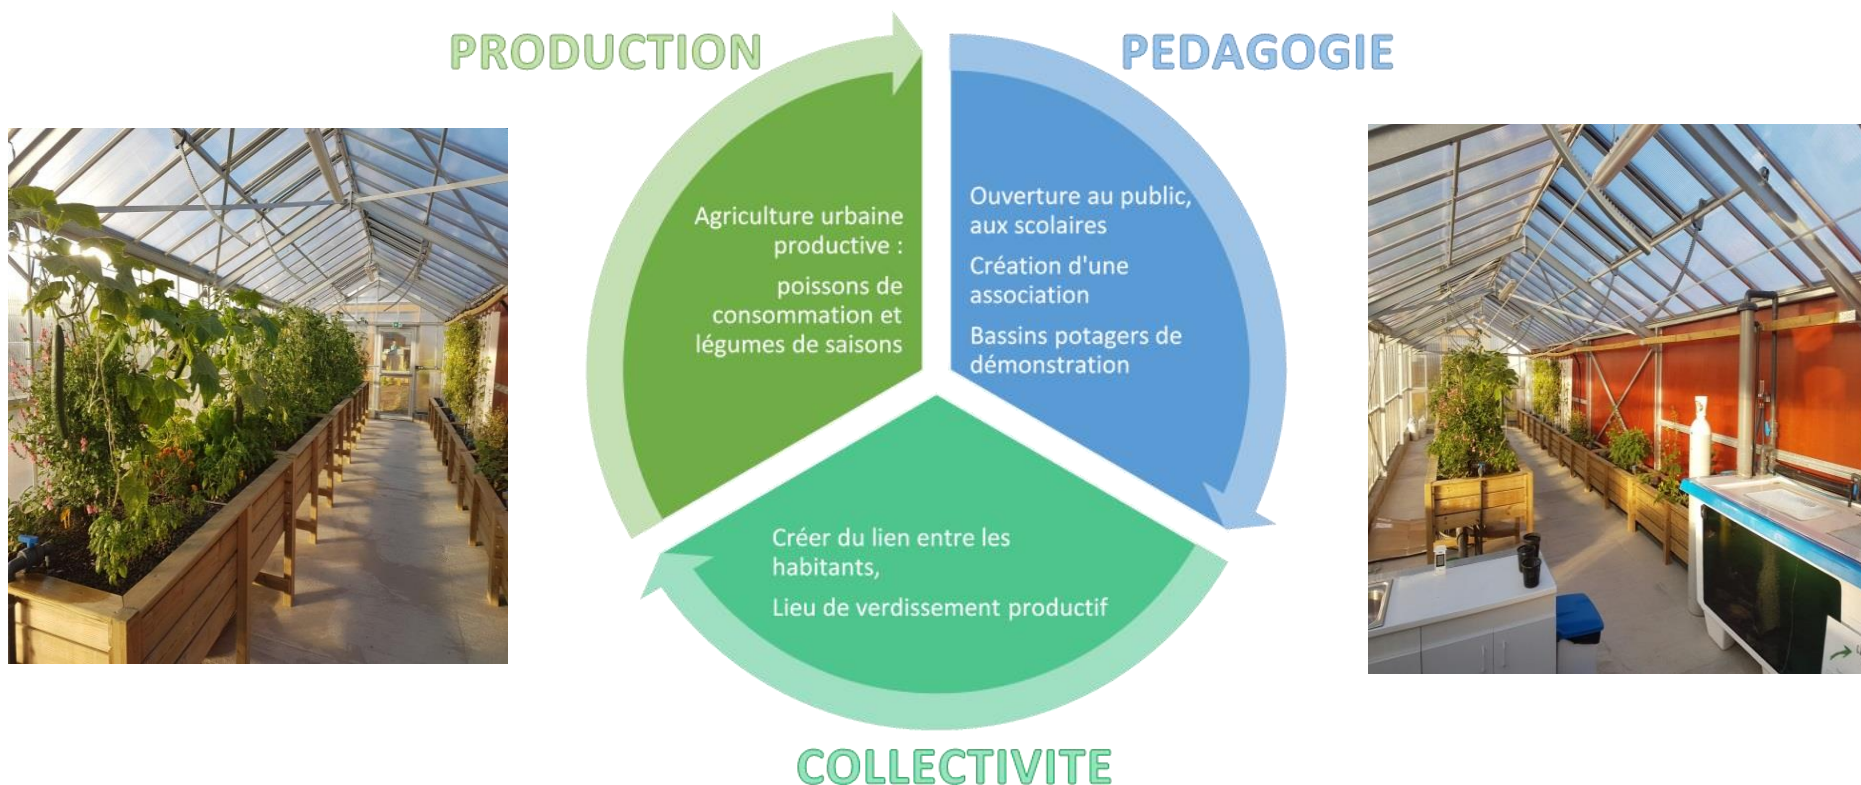 PRODUCTION
PEDAGOGIE
Agriculture urbaine
productive :
poissons de
consommation et
légumes de saisons
Ouverture au public,
aux scolaires
Création d'une
association
Bassins potagers de
démonstration
Créer du lien entre les
habitants,
Lieu de verdissement productif
COLLECTIVITE